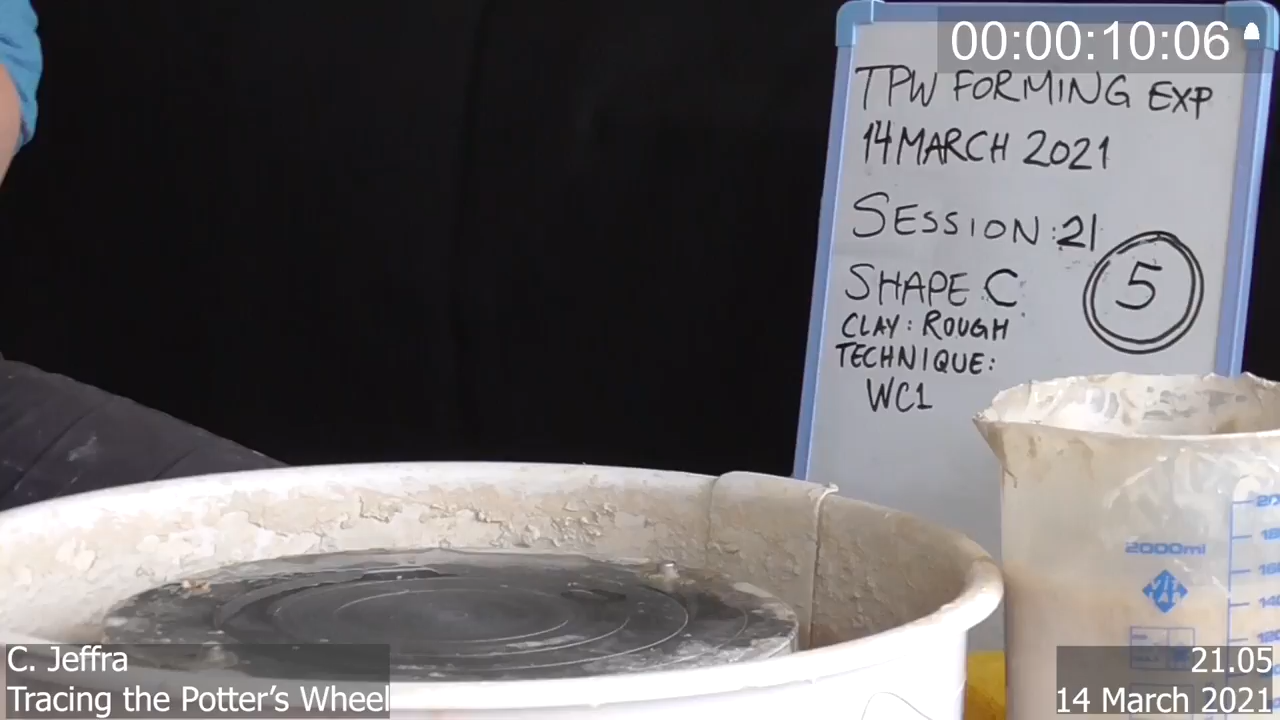 00:00:10:06
TPW FORMING EXP
14 MARCH 2021
SESSION: 21
SHAPE C
5
CLAY: ROUGH
TECHNIQUE:
WC1
2000ml
C. Jeffra
Tracing the Potter's Wheel
21.05
14 March 2021